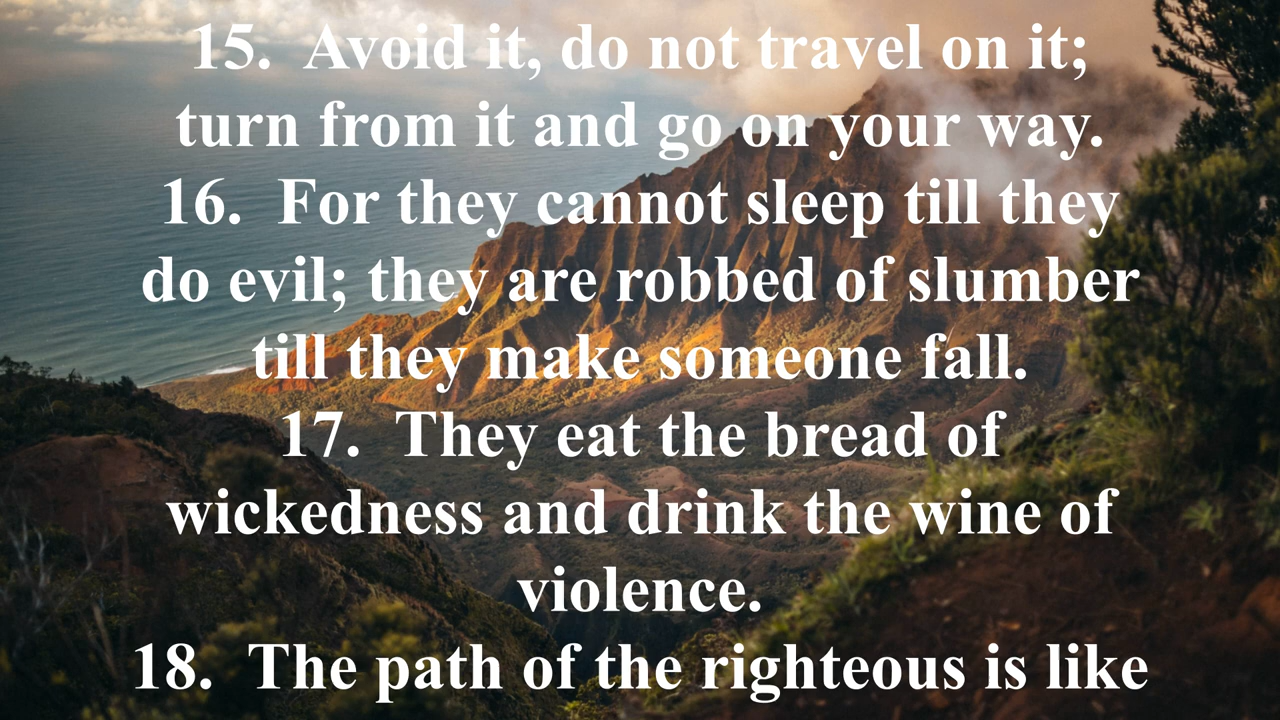 15. Avoid it, do not travel on it;
turn from it and go on your way.
16. For they cannot sleep till they
do evil; they are robbed of slumber
till they make someone fall.
17. They eat the bread of
wickedness and drink the wine of
violence.
18. The path of the righteous is like